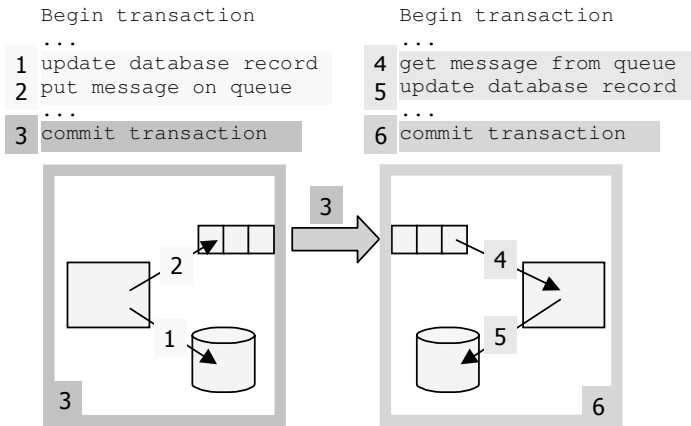 Begin transaction
...
1 update database record
2 put message on queue
...
3 commit transaction
Begin transaction
...
4 get message from queue
5 update database record
...
6 commit transaction
3
2
1
3
4
5
6